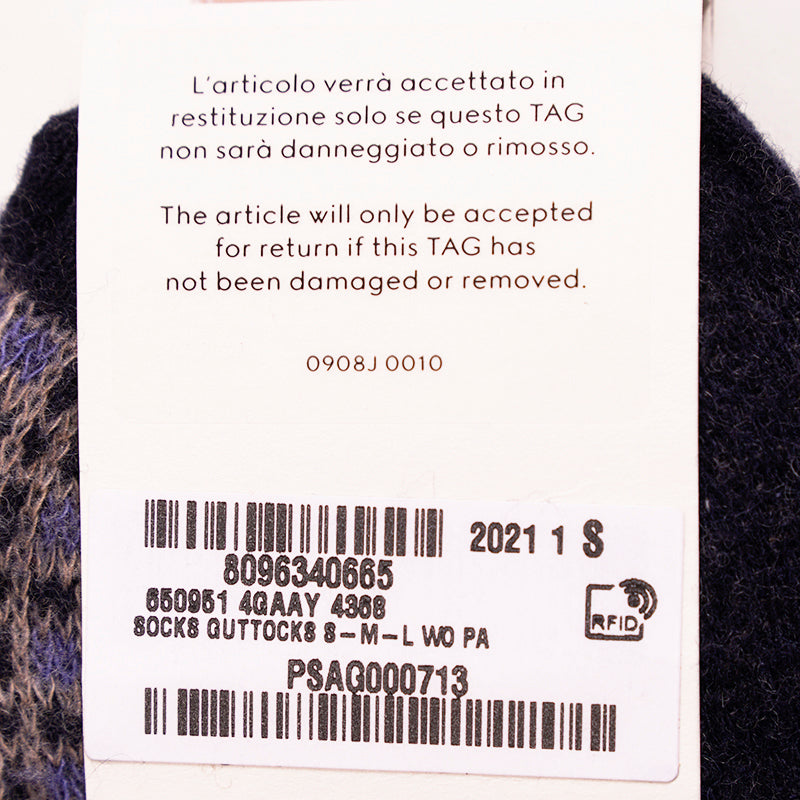 L'articolo verrà accettato in
restituzione solo se questo TAG
non sarà danneggiato o rimosso.
The article will only be accepted
for return if this TAG has
not been damaged or removed.
0908J 0010
2021 1 S
8096340665
650951 4GAAY 4368
SOCKS GUTTOCKS S-M-L WO PA
RFID
PSAG000713